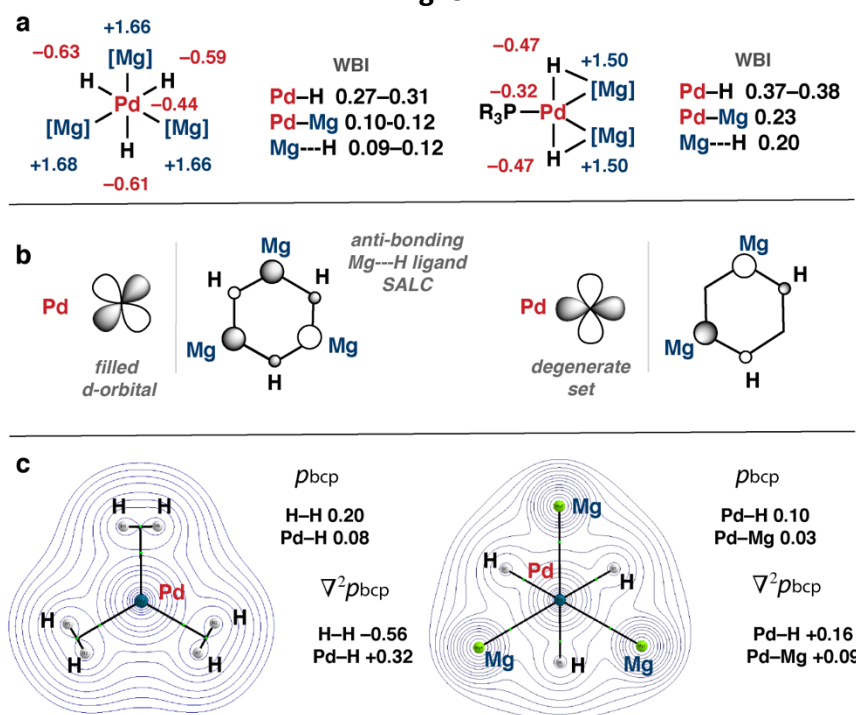 a
+1.66
−0.63 [Mg] −0.59
H H
Pd −0.44
[Mg] [Mg]
H
+1.68 +1.66
−0.61
WBI
Pd–H 0.27–0.31
Pd–Mg 0.10-0.12
Mg---H 0.09–0.12
−0.47
H +1.50
−0.32 [Mg]
R3P–Pd
[Mg]
H
−0.47 +1.50
WBI
Pd–H 0.37–0.38
Pd–Mg 0.23
Mg---H 0.20
b
Pd
filled
d-orbital
Mg
H H
Mg Mg
H
anti-bonding
Mg---H ligand
SALC
Pd
degenerate
set
Mg
H
Mg
H
c
H H
Pd
H H
H H
pbcp
H–H 0.20
Pd–H 0.08
∇2pbcp
H–H −0.56
Pd–H +0.32
Mg
H Pd
H
Mg Mg
H
pbcp
Pd–H 0.10
Pd–Mg 0.03
∇2pbcp
Pd–H +0.16
Pd–Mg +0.09